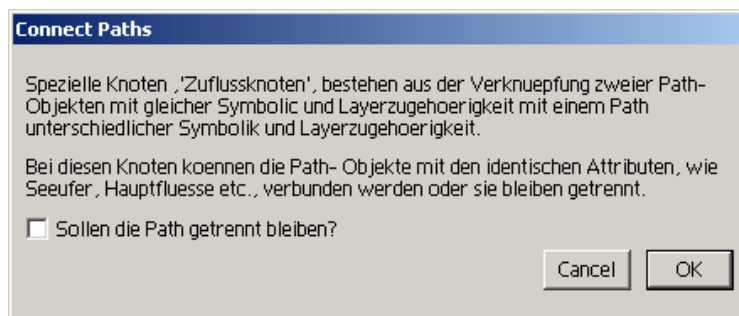 Connect Paths
Spezielle Knoten ,'Zuflussknoten', bestehen aus der Verknuepfung zweier Path-
Objekten mit gleicher Symbolic und Layerzugehoerigkeit mit einem Path
unterschiedlicher Symbolik und Layerzugehoerigkeit.
Bei diesen Knoten koennen die Path- Objekte mit den identischen Attributen, wie
Seeufer, Hauptfluesse etc., verbunden werden oder sie bleiben getrennt.
Sollen die Path getrennt bleiben?
Cancel OK